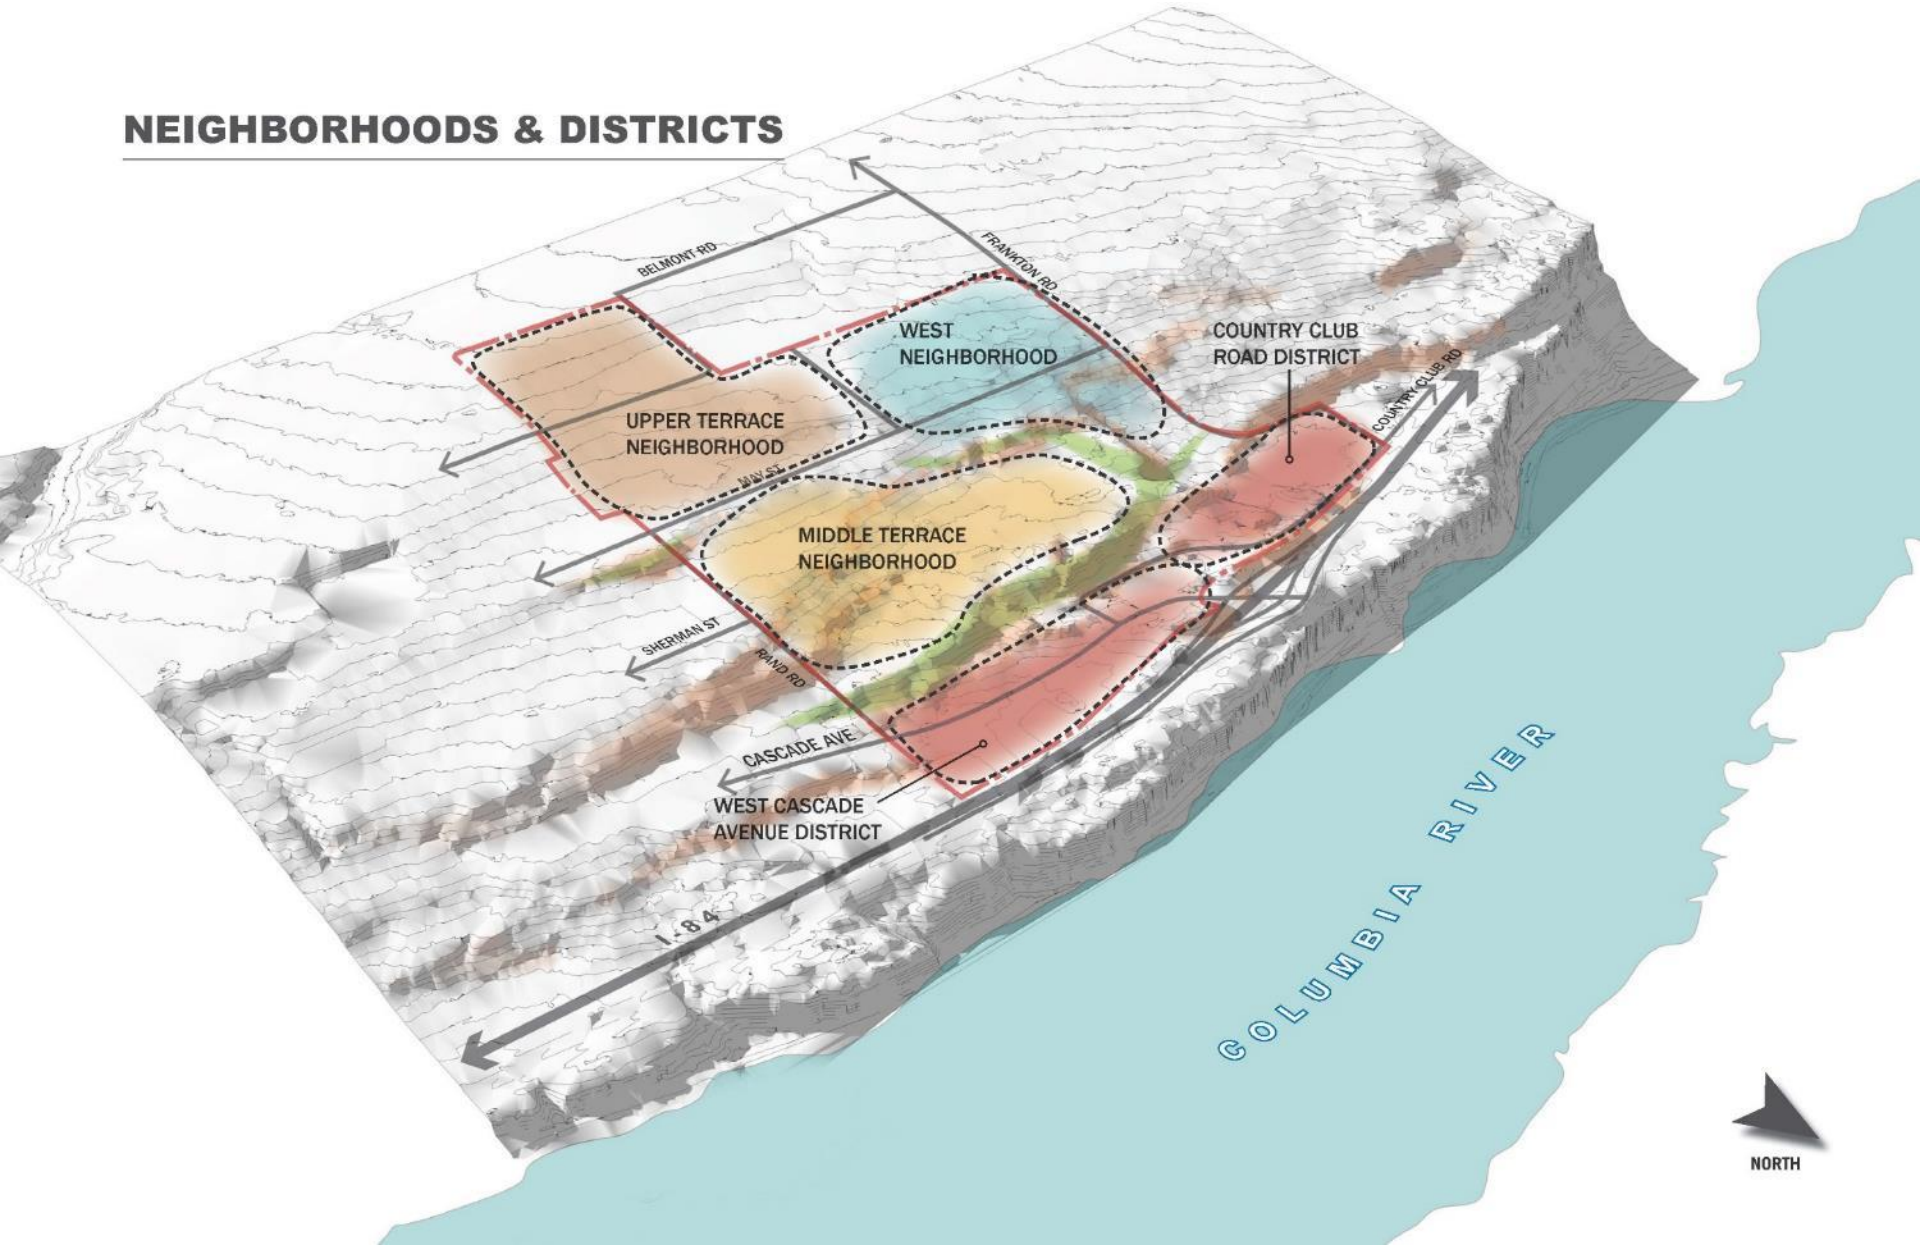 NEIGHBORHOODS & DISTRICTS
BELMONT RD
FRANKTON RD
WEST
NEIGHBORHOOD
COUNTRY CLUB
ROAD DISTRICT
COUNTRY CLUB RD
UPPER TERRACE
NEIGHBORHOOD
MAY ST
MIDDLE TERRACE
NEIGHBORHOOD
SHERMAN ST
RAND RD
CASCADE AVE
WEST CASCADE
AVENUE DISTRICT
I-84
COLUMBIA RIVER
NORTH